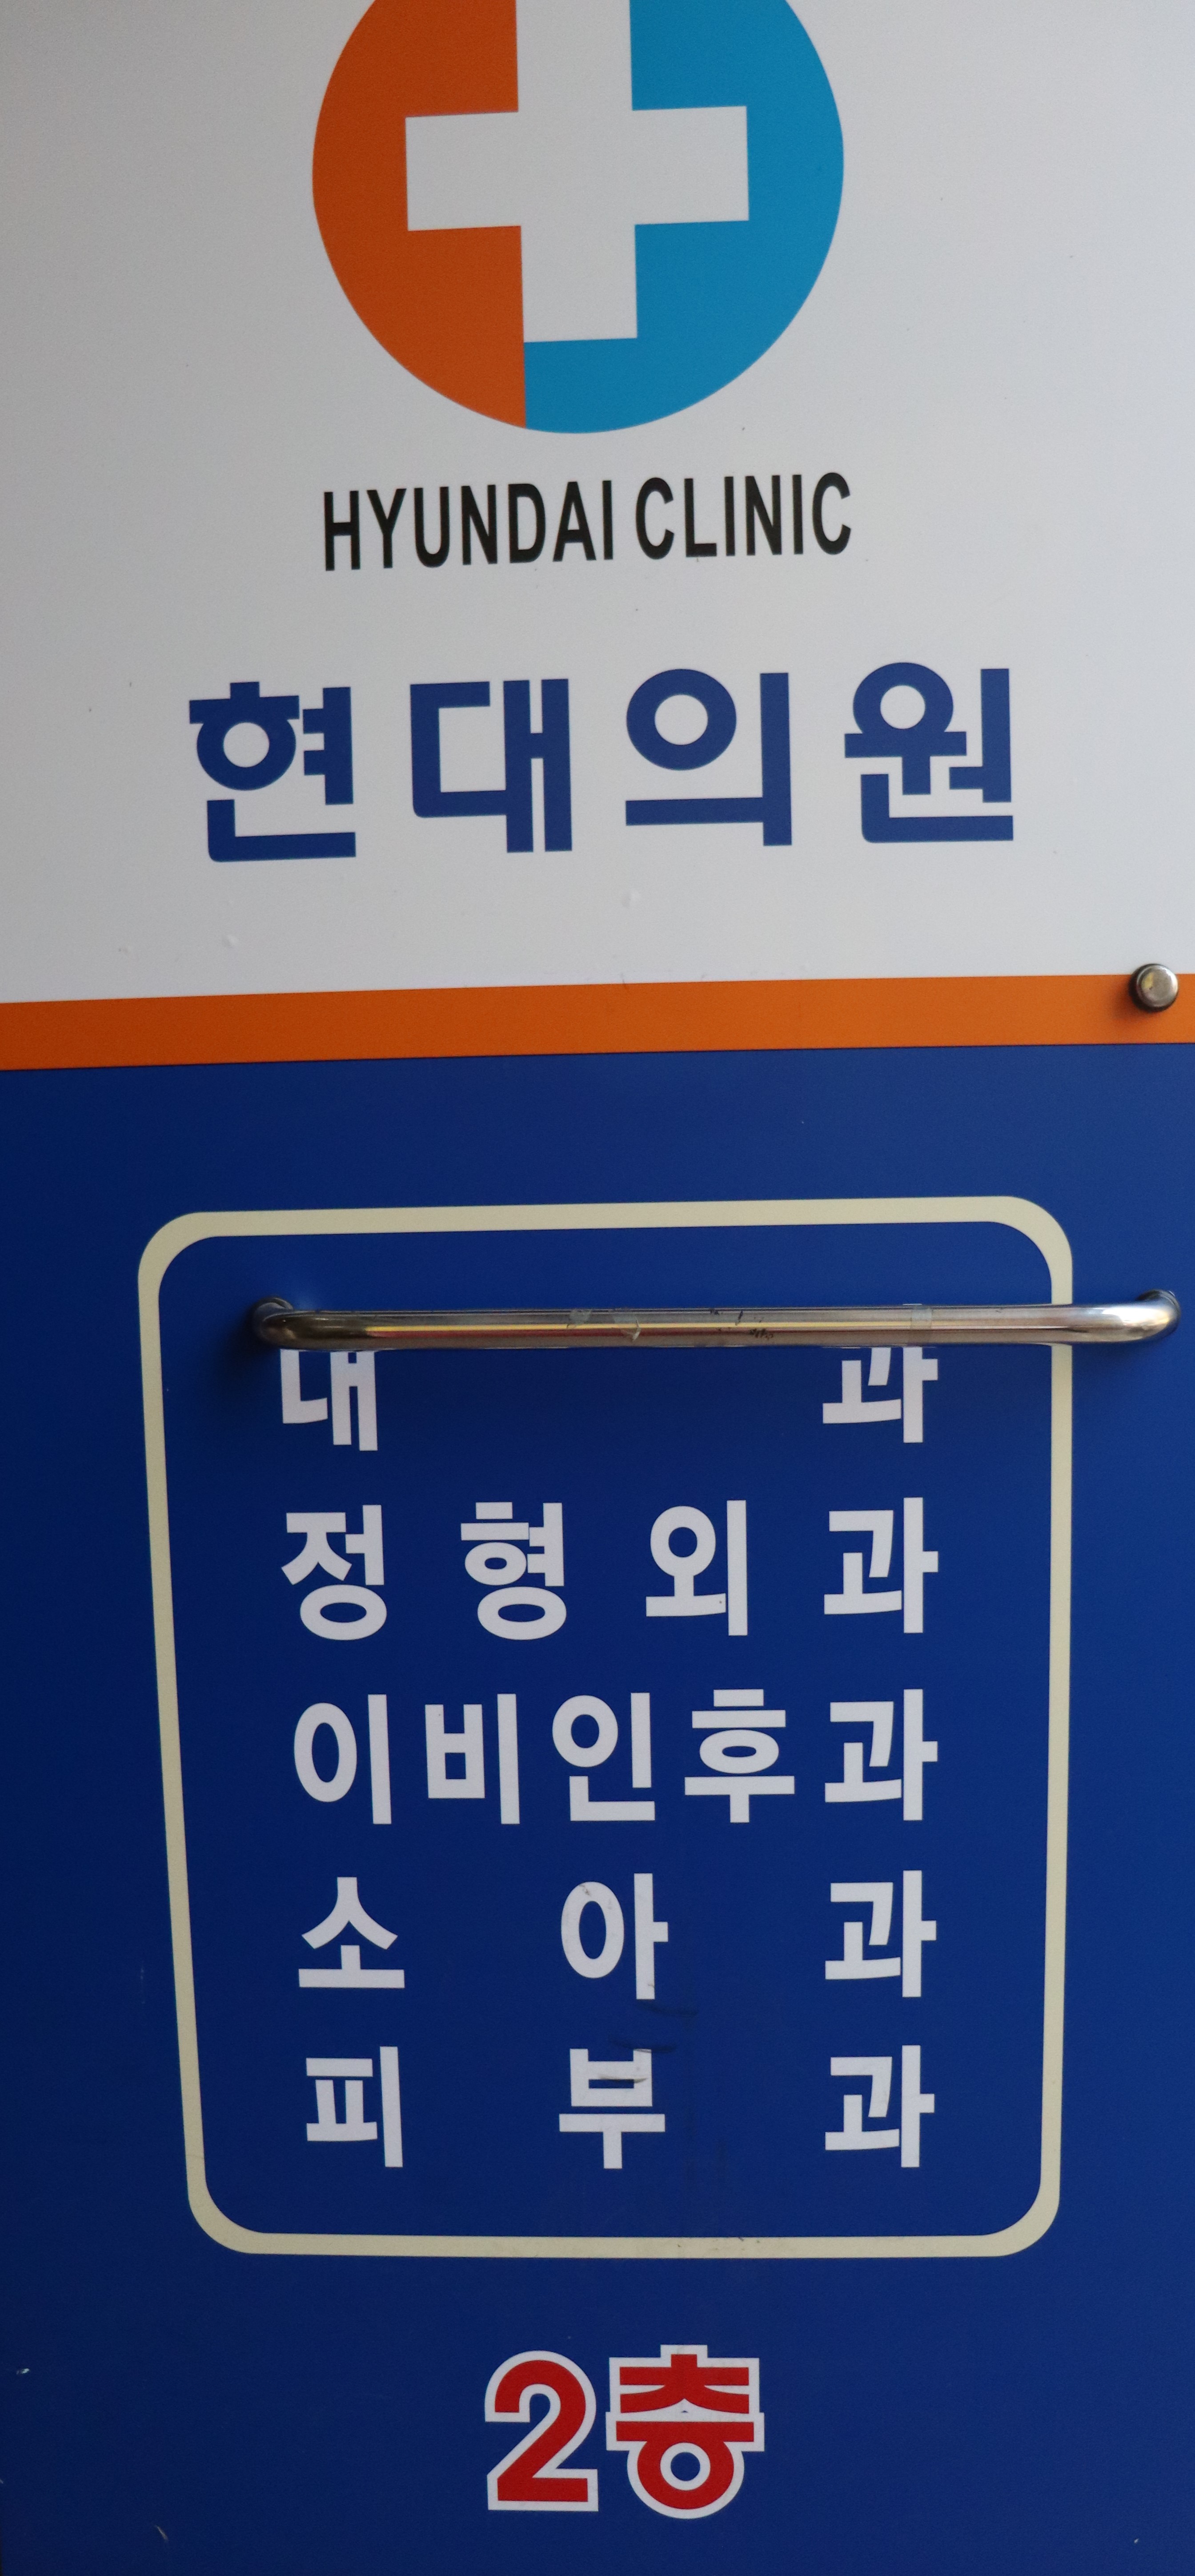 HYUNDAI CLINIC
현대의원
내 과
정 형 외 과
이비인후과
소 아 과
피 부 과
2층